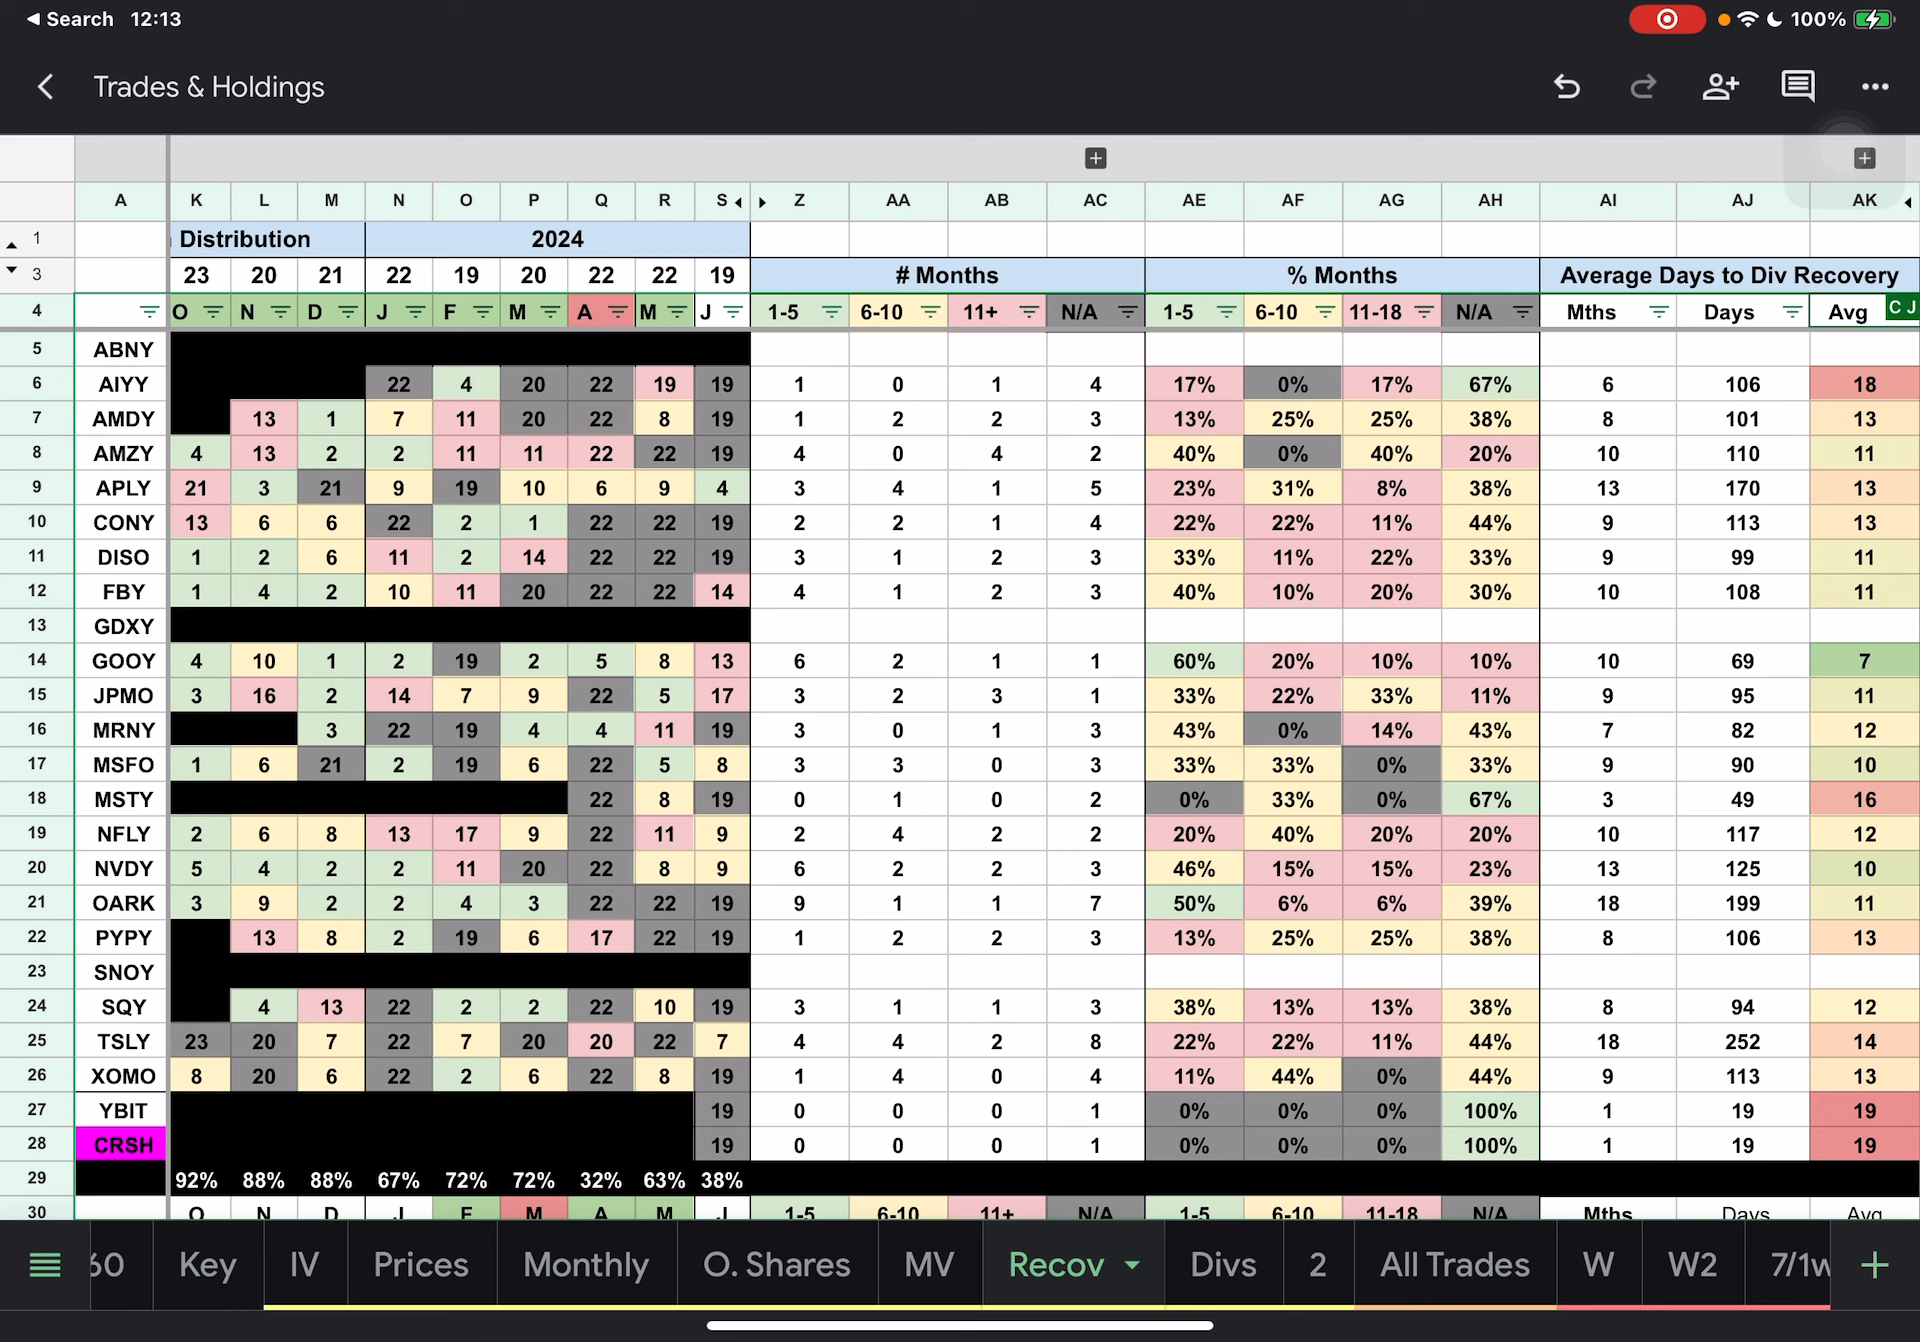 Search 12:13 100%
Trades & Holdings
A K L M N O P Q R S Z AA AB AC AE AF AG AH AI AJ AK
1 Distribution 2024
3 23 20 21 22 19 20 22 22 19 # Months % Months Average Days to Div Recovery
4 O N D J F M A M J 1-5 6-10 11+ N/A 1-5 6-10 11-18 N/A Mths Days Avg C J
5 ABNY
6 AIYY 22 4 20 22 19 19 1 0 1 4 17% 0% 17% 67% 6 106 18
7 AMDY 13 1 7 11 20 22 8 19 1 2 2 3 13% 25% 25% 38% 8 101 13
8 AMZY 4 13 2 2 11 11 22 22 19 4 0 4 2 40% 0% 40% 20% 10 110 11
9 APLY 21 3 21 9 19 10 6 9 4 3 4 1 5 23% 31% 8% 38% 13 170 13
10 CONY 13 6 6 22 2 1 22 22 19 2 2 1 4 22% 22% 11% 44% 9 113 13
11 DISO 1 2 6 11 2 14 22 22 19 3 1 2 3 33% 11% 22% 33% 9 99 11
12 FBY 1 4 2 10 11 20 22 22 14 4 1 2 3 40% 10% 20% 30% 10 108 11
13 GDXY
14 GOOY 4 10 1 2 19 2 5 8 13 6 2 1 1 60% 20% 10% 10% 10 69 7
15 JPMO 3 16 2 14 7 9 22 5 17 3 2 3 1 33% 22% 33% 11% 9 95 11
16 MRNY 3 22 19 4 4 11 19 3 0 1 3 43% 0% 14% 43% 7 82 12
17 MSFO 1 6 21 2 19 6 22 5 8 3 3 0 3 33% 33% 0% 33% 9 90 10
18 MSTY 22 8 19 0 1 0 2 0% 33% 0% 67% 3 49 16
19 NFLY 2 6 8 13 17 9 22 11 9 2 4 2 2 20% 40% 20% 20% 10 117 12
20 NVDY 5 4 2 2 11 20 22 8 9 6 2 2 3 46% 15% 15% 23% 13 125 10
21 OARK 3 9 2 2 4 3 22 22 19 9 1 1 7 50% 6% 6% 39% 18 199 11
22 PYPY 13 8 2 19 6 17 22 19 1 2 2 3 13% 25% 25% 38% 8 106 13
23 SNOY
24 SQY 4 13 22 2 2 22 10 19 3 1 1 3 38% 13% 13% 38% 8 94 12
25 TSLY 23 20 7 22 7 20 20 22 7 4 4 2 8 22% 22% 11% 44% 18 252 14
26 XOMO 8 20 6 22 2 6 22 8 19 1 4 0 4 11% 44% 0% 44% 9 113 13
27 YBIT 19 0 0 0 1 0% 0% 0% 100% 1 19 19
28 CRSH 19 0 0 0 1 0% 0% 0% 100% 1 19 19
29 92% 88% 88% 67% 72% 72% 32% 63% 38%
30 O N D J F M A M J 1-5 6-10 11+ N/A 1-5 6-10 11-18 N/A Mths Days Avg
60 Key IV Prices Monthly O. Shares MV Recov Divs 2 All Trades W W2 7/1w